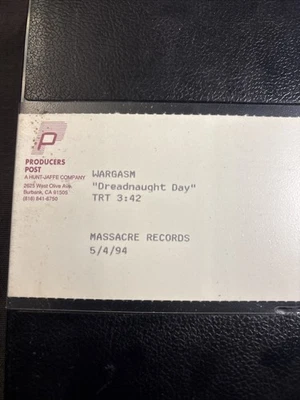 P
PRODUCERS
POST
A HUNT-JAFFE COMPANY
2625 West Olive Ave.
Burbank, CA 91505
(818) 841-6750
WARGASM
"Dreadnaught Day"
TRT 3:42
MASSACRE RECORDS
5/4/94